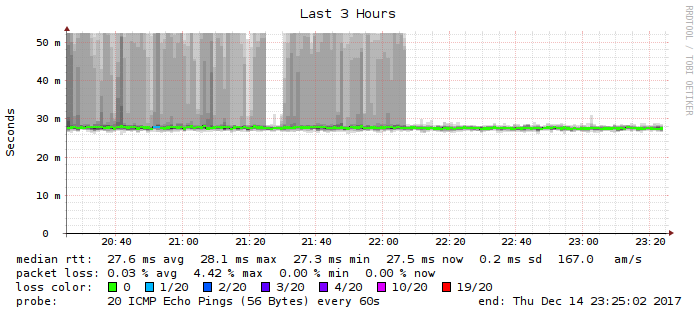 Last 3 Hours
RRDTOOL / TOBI OETIKER
Seconds
50 m
40 m
30 m
20 m
10 m
0
20:40 21:00 21:20 21:40 22:00 22:20 22:40 23:00 23:20
median rtt: 27.6 ms avg 28.1 ms max 27.3 ms min 27.5 ms now 0.2 ms sd 167.0 am/s
packet loss: 0.03 % avg 4.42 % max 0.00 % min 0.00 % now
loss color: 0 1/20 2/20 3/20 4/20 10/20 19/20
probe: 20 ICMP Echo Pings (56 Bytes) every 60s end: Thu Dec 14 23:25:02 2017